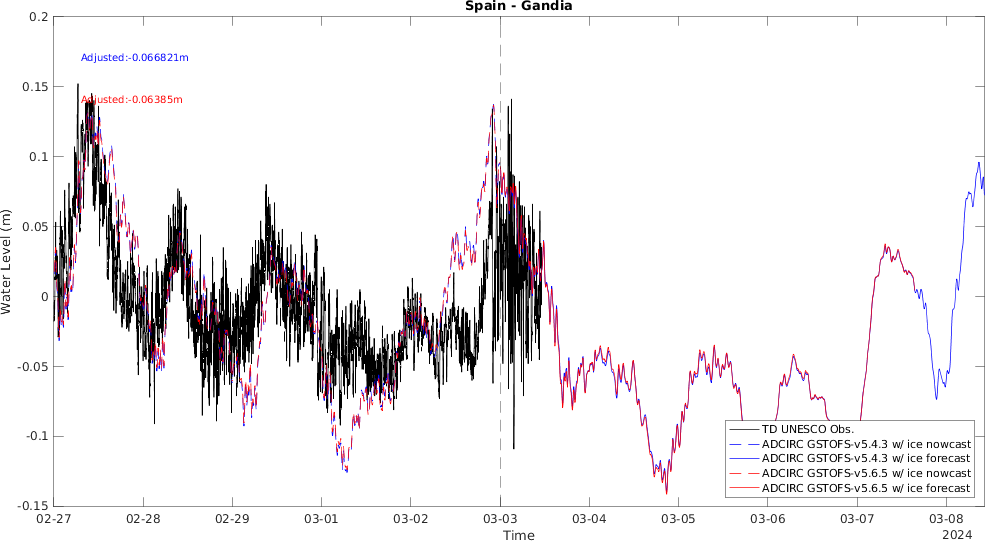 Spain - Gandia
Adjusted:-0.066821m
Adjusted:-0.06385m
Water Level (m)
0.2
0.15
0.1
0.05
0
-0.05
-0.1
-0.15
02-27
02-28
02-29
03-01
03-02
03-03
03-04
03-05
03-06
03-07
03-08
Time
2024
TD UNESCO Obs.
ADCIRC GSTOFS-v5.4.3 w/ ice nowcast
ADCIRC GSTOFS-v5.4.3 w/ ice forecast
ADCIRC GSTOFS-v5.6.5 w/ ice nowcast
ADCIRC GSTOFS-v5.6.5 w/ ice forecast